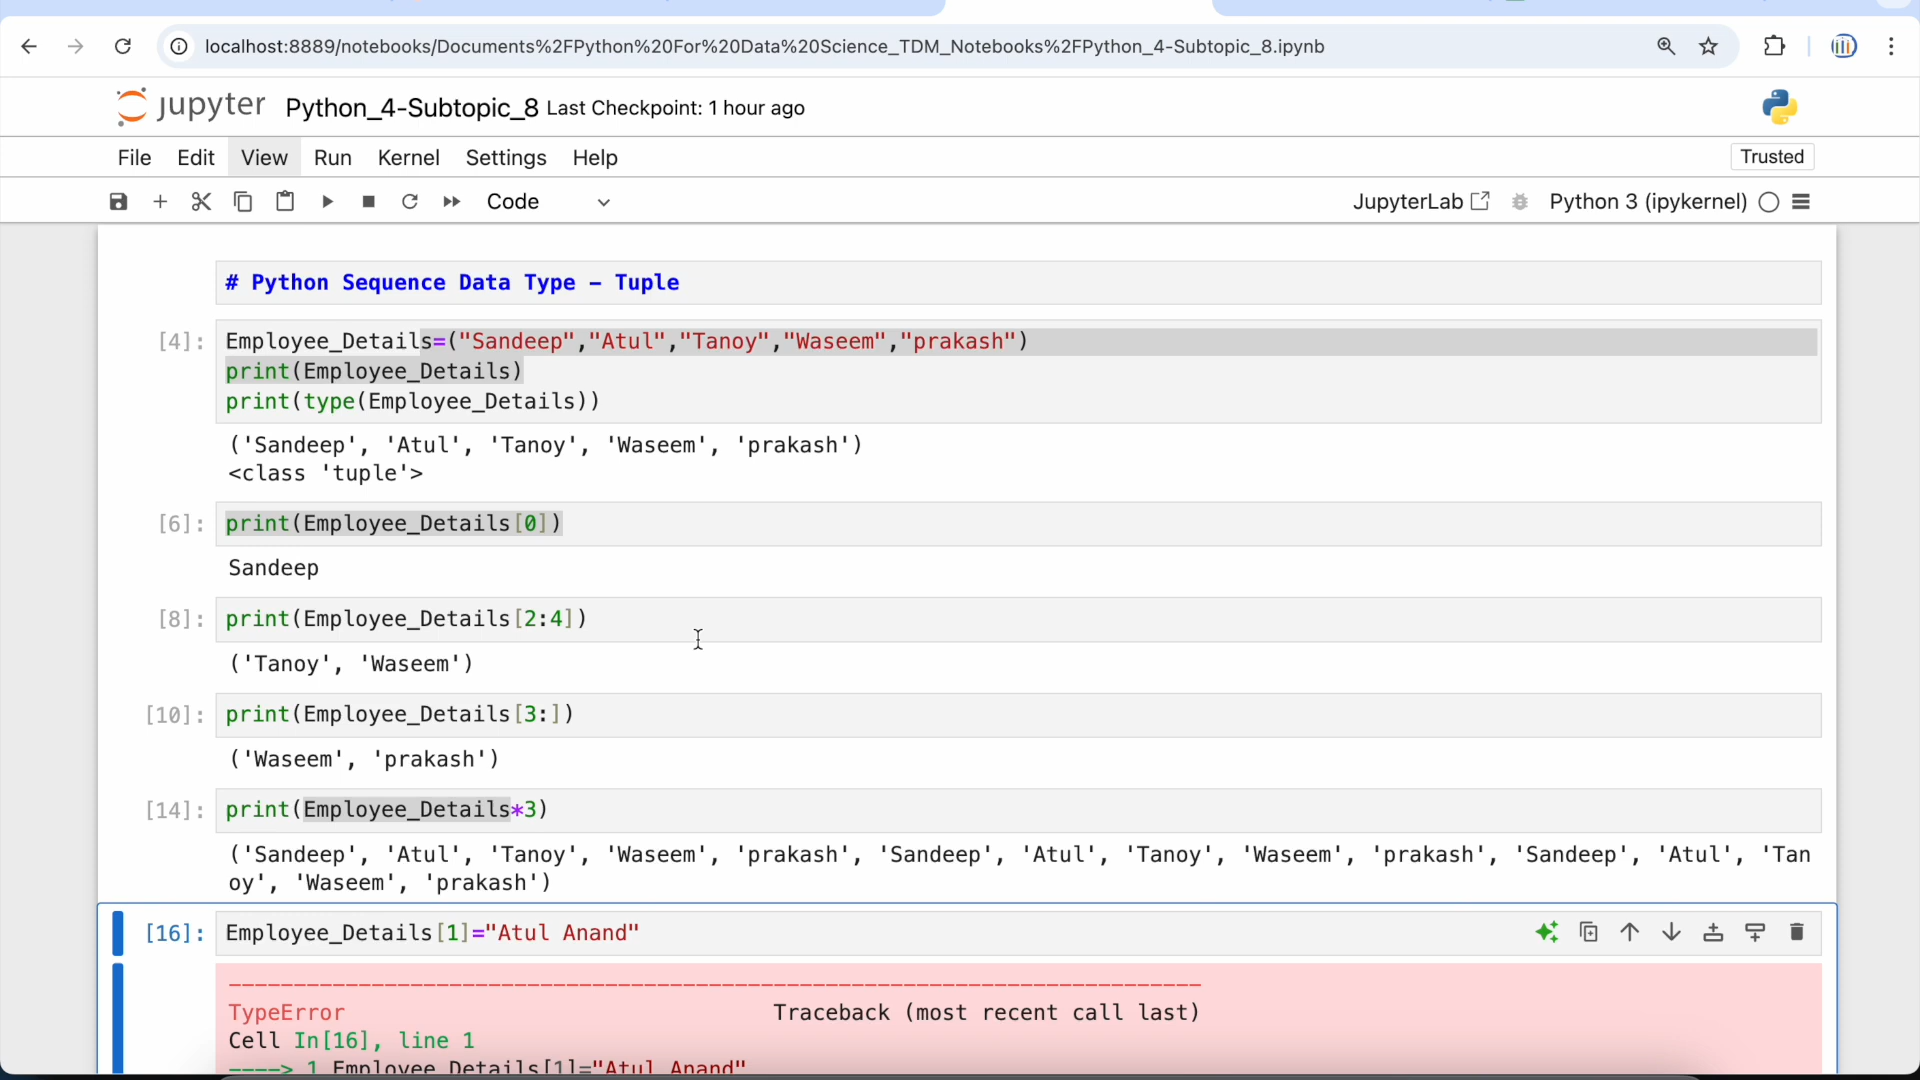 localhost:8889/notebooks/Documents%2FPython%20For%20Data%20Science_TDM_Notebooks%2FPython_4-Subtopic_8.ipynb
jupyter Python_4-Subtopic_8 Last Checkpoint: 1 hour ago
File Edit View Run Kernel Settings Help Trusted
Code JupyterLab Python 3 (ipykernel)
# Python Sequence Data Type - Tuple
[4]: Employee_Details=("Sandeep","Atul","Tanoy","Waseem","prakash")
print(Employee_Details)
print(type(Employee_Details))
('Sandeep', 'Atul', 'Tanoy', 'Waseem', 'prakash')
<class 'tuple'>
[6]: print(Employee_Details[0])
Sandeep
[8]: print(Employee_Details[2:4])
('Tanoy', 'Waseem')
[10]: print(Employee_Details[3:])
('Waseem', 'prakash')
[14]: print(Employee_Details*3)
('Sandeep', 'Atul', 'Tanoy', 'Waseem', 'prakash', 'Sandeep', 'Atul', 'Tanoy', 'Waseem', 'prakash', 'Sandeep', 'Atul', 'Tan
oy', 'Waseem', 'prakash')
[16]: Employee_Details[1]="Atul Anand"
---------------------------------------------------------------------------
TypeError Traceback (most recent call last)
Cell In[16], line 1
----> 1 Employee_Details[1]="Atul Anand"